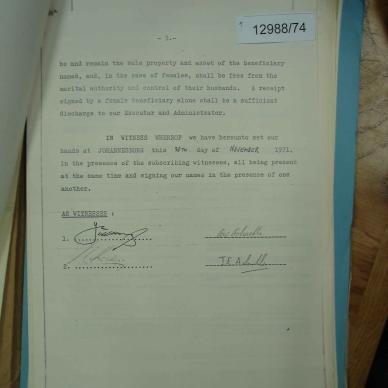 12988/74
- 3.-
be and remain the sole property and asset of the beneficiary
named, and, in the case of females, shall be free from the
marital authority and control of their husbands. A receipt
signed by a female beneficiary alone shall be a sufficient
discharge to our Executor and Administrator.
IN WITNESS WHEREOF we have hereunto set our
hands at JOHANNESBURG this 30TH day of NOVEMBER 1971,
in the presence of the subscribing witnesses, all being present
at the same time and signing our names in the presence of one
another.
AS WITNESSES :
1.
2.